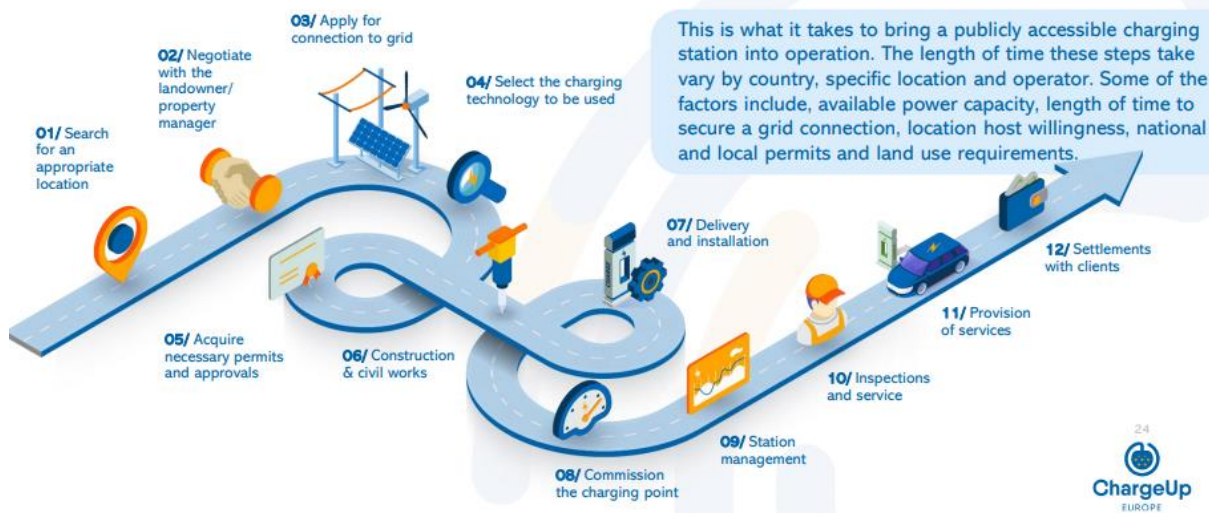 03/ Apply for
connection to grid
This is what it takes to bring a publicly accessible charging
station into operation. The length of time these steps take
vary by country, specific location and operator. Some of the
factors include, available power capacity, length of time to
secure a grid connection, location host willingness, national
and local permits and land use requirements.
02/ Negotiate
with the
landowner/
property
manager
04/ Select the charging
technology to be used
01/ Search
for an
appropriate
location
07/ Delivery
and installation
12/ Settlements
with clients
11/ Provision
of services
05/ Acquire
necessary permits
and approvals
06/ Construction
& civil works
10/ Inspections
and service
09/ Station
management
08/ Commission
the charging point
24
ChargeUp
EUROPE